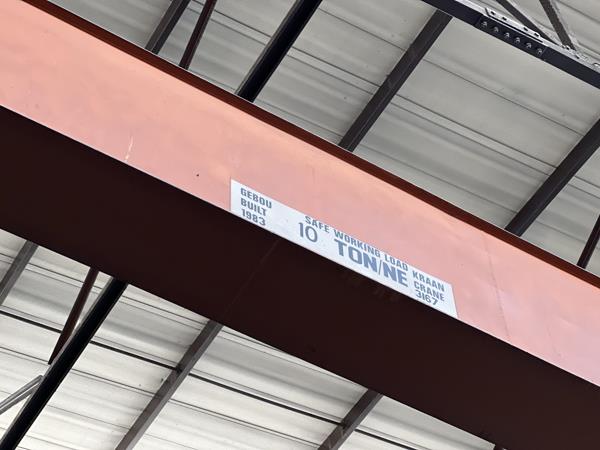 GEBOU
BUILT
1983
SAFE WORKING LOAD
10 TON/NE
KRAAN
CRANE
3167